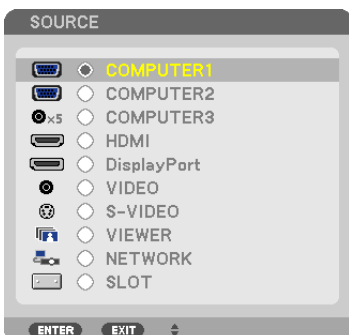 SOURCE
COMPUTER1
COMPUTER2
×5 COMPUTER3
HDMI
DisplayPort
VIDEO
S-VIDEO
VIEWER
NETWORK
SLOT
ENTER EXIT